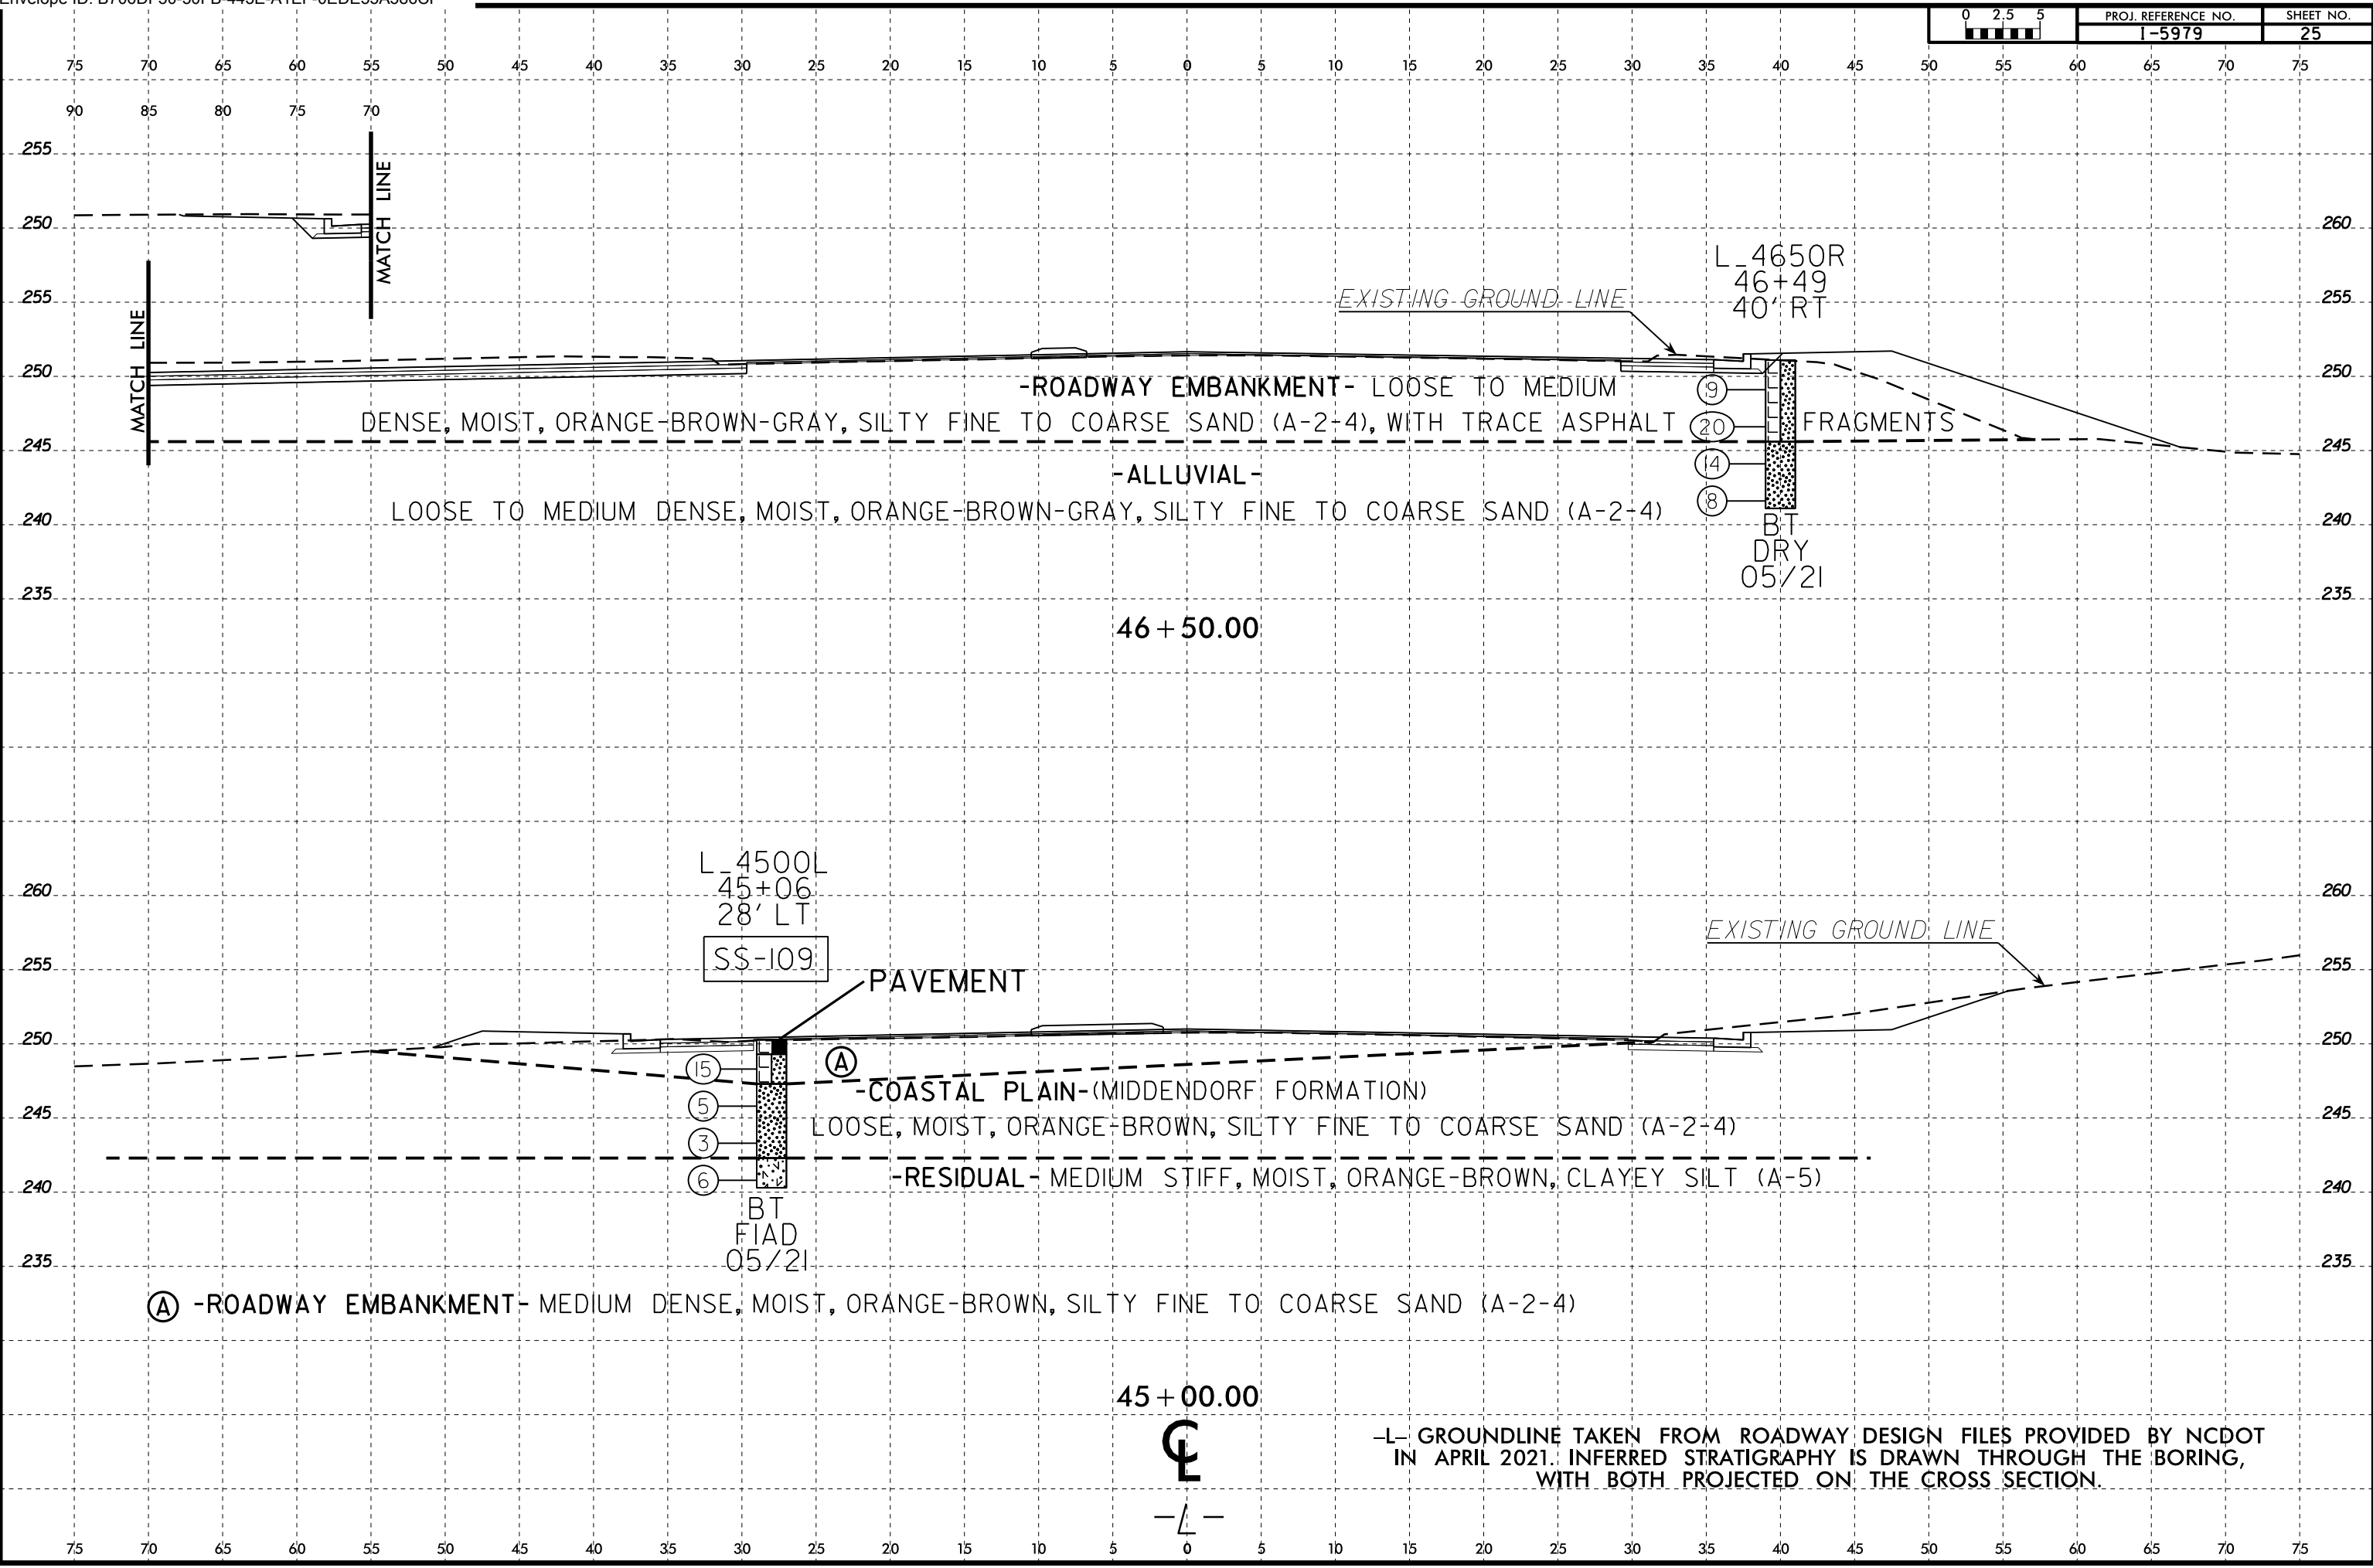 0 2.5 5
PROJ. REFERENCE NO. SHEET NO.
I-5979 25
75 70 65 60 55 50 45 40 35 30 25 20 15 10 5 0 5 10 15 20 25 30 35 40 45 50 55 60 65 70 75
90 85 80 75 70
255
MATCH LINE
250 260
L_4650R
46+49
40' RT
255 EXISTING GROUND LINE 255
MATCH LINE
250 250
-ROADWAY EMBANKMENT- LOOSE TO MEDIUM 9
DENSE, MOIST, ORANGE-BROWN-GRAY, SILTY FINE TO COARSE SAND (A-2-4), WITH TRACE ASPHALT 20 FRAGMENTS
245 245
-ALLUVIAL- 14
LOOSE TO MEDIUM DENSE, MOIST, ORANGE-BROWN-GRAY, SILTY FINE TO COARSE SAND (A-2-4) 8
240 240
BT
DRY
05/21
235 235
46+50.00
L_4500L
45+06
28' LT
260 260
SS-109
EXISTING GROUND LINE
255 255
PAVEMENT
250 250
15 A
-COASTAL PLAIN-(MIDDENDORF FORMATION)
5
245 245
LOOSE, MOIST, ORANGE-BROWN, SILTY FINE TO COARSE SAND (A-2-4)
3
6 -RESIDUAL- MEDIUM STIFF, MOIST, ORANGE-BROWN, CLAYEY SILT (A-5)
240 240
BT
FIAD
05/21
235 235
A -ROADWAY EMBANKMENT- MEDIUM DENSE, MOIST, ORANGE-BROWN, SILTY FINE TO COARSE SAND (A-2-4)
45+00.00
CL
-L- GROUNDLINE TAKEN FROM ROADWAY DESIGN FILES PROVIDED BY NCDOT
IN APRIL 2021. INFERRED STRATIGRAPHY IS DRAWN THROUGH THE BORING,
WITH BOTH PROJECTED ON THE CROSS SECTION.
-L-
75 70 65 60 55 50 45 40 35 30 25 20 15 10 5 0 5 10 15 20 25 30 35 40 45 50 55 60 65 70 75